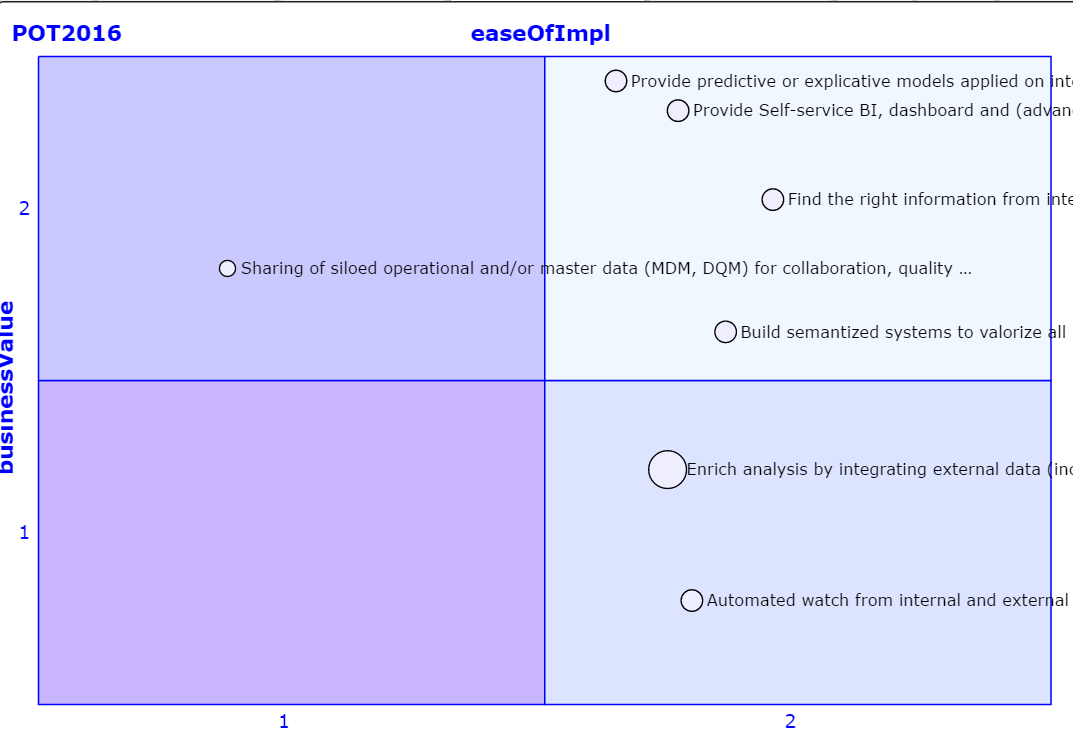 POT2016
easeOfImpl
Provide predictive or explicative models applied on inte
Provide Self-service BI, dashboard and (advan
2
Find the right information from inte
Sharing of siloed operational and/or master data (MDM, DQM) for collaboration, quality ...
businessValue
Build semantized systems to valorize all
Enrich analysis by integrating external data (inc
1
Automated watch from internal and external
1
2